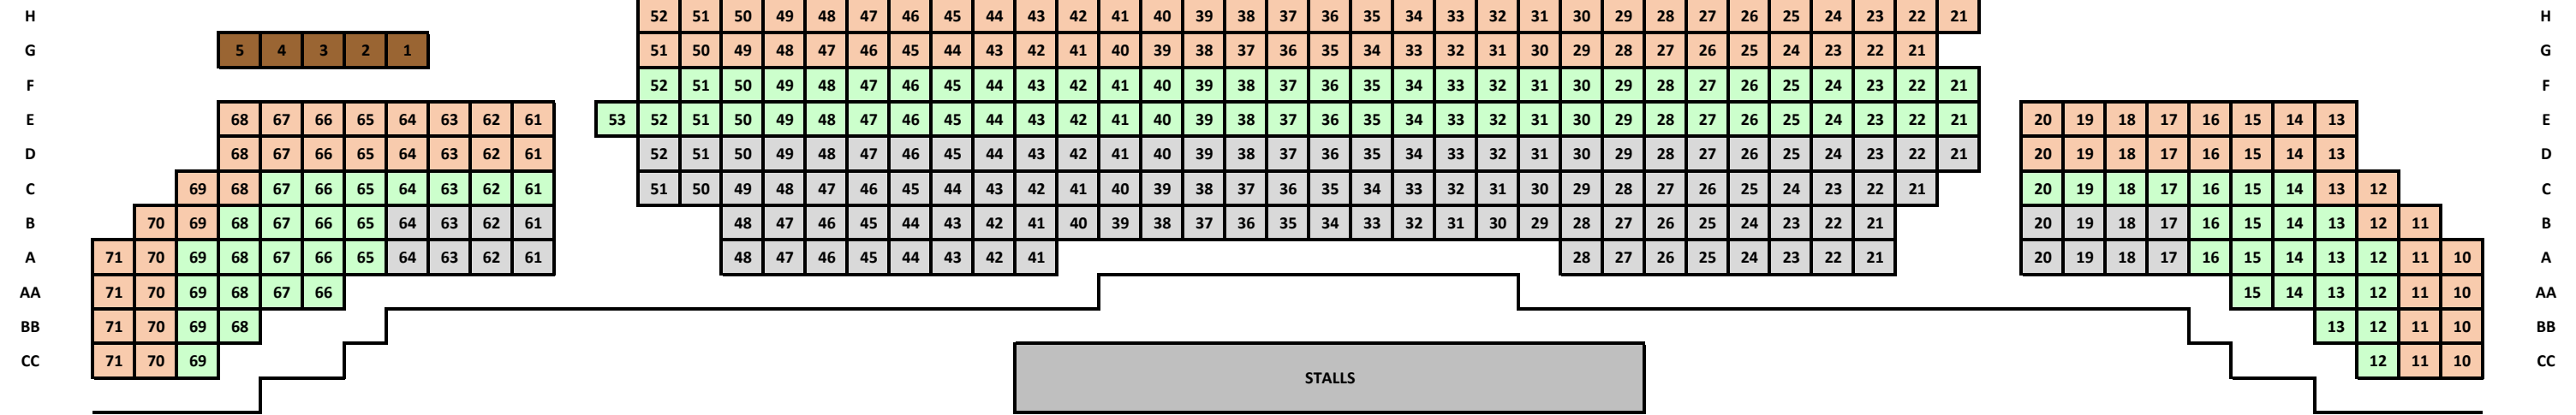 H 52 51 50 49 48 47 46 45 44 43 42 41 40 39 38 37 36 35 34 33 32 31 30 29 28 27 26 25 24 23 22 21 H
G 5 4 3 2 1 51 50 49 48 47 46 45 44 43 42 41 40 39 38 37 36 35 34 33 32 31 30 29 28 27 26 25 24 23 22 21 G
F 52 51 50 49 48 47 46 45 44 43 42 41 40 39 38 37 36 35 34 33 32 31 30 29 28 27 26 25 24 23 22 21 F
E 68 67 66 65 64 63 62 61 53 52 51 50 49 48 47 46 45 44 43 42 41 40 39 38 37 36 35 34 33 32 31 30 29 28 27 26 25 24 23 22 21 20 19 18 17 16 15 14 13 E
D 68 67 66 65 64 63 62 61 52 51 50 49 48 47 46 45 44 43 42 41 40 39 38 37 36 35 34 33 32 31 30 29 28 27 26 25 24 23 22 21 20 19 18 17 16 15 14 13 D
C 69 68 67 66 65 64 63 62 61 51 50 49 48 47 46 45 44 43 42 41 40 39 38 37 36 35 34 33 32 31 30 29 28 27 26 25 24 23 22 21 20 19 18 17 16 15 14 13 12 C
B 70 69 68 67 66 65 64 63 62 61 48 47 46 45 44 43 42 41 40 39 38 37 36 35 34 33 32 31 30 29 28 27 26 25 24 23 22 21 20 19 18 17 16 15 14 13 12 11 B
A 71 70 69 68 67 66 65 64 63 62 61 48 47 46 45 44 43 42 41 28 27 26 25 24 23 22 21 20 19 18 17 16 15 14 13 12 11 10 A
AA 71 70 69 68 67 66 15 14 13 12 11 10 AA
BB 71 70 69 68 13 12 11 10 BB
CC 71 70 69 12 11 10 CC
STALLS